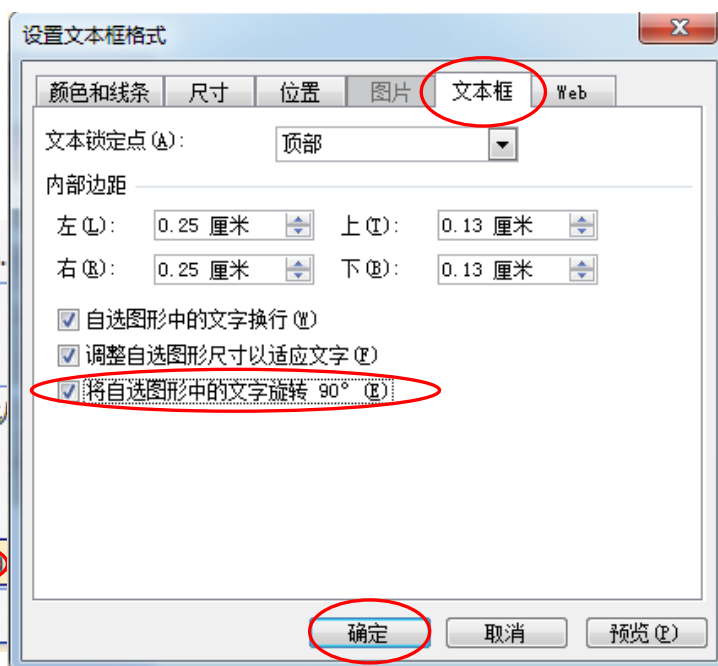 设置文本框格式
颜色和线条 尺寸 位置 图片 文本框 Web
文本锁定点(A): 顶部
内部边距
左(L): 0.25 厘米 上(T): 0.13 厘米
右(R): 0.25 厘米 下(B): 0.13 厘米
自选图形中的文字换行(W)
调整自选图形尺寸以适应文字(F)
将自选图形中的文字旋转 90° (E)
确定 取消 预览(P)